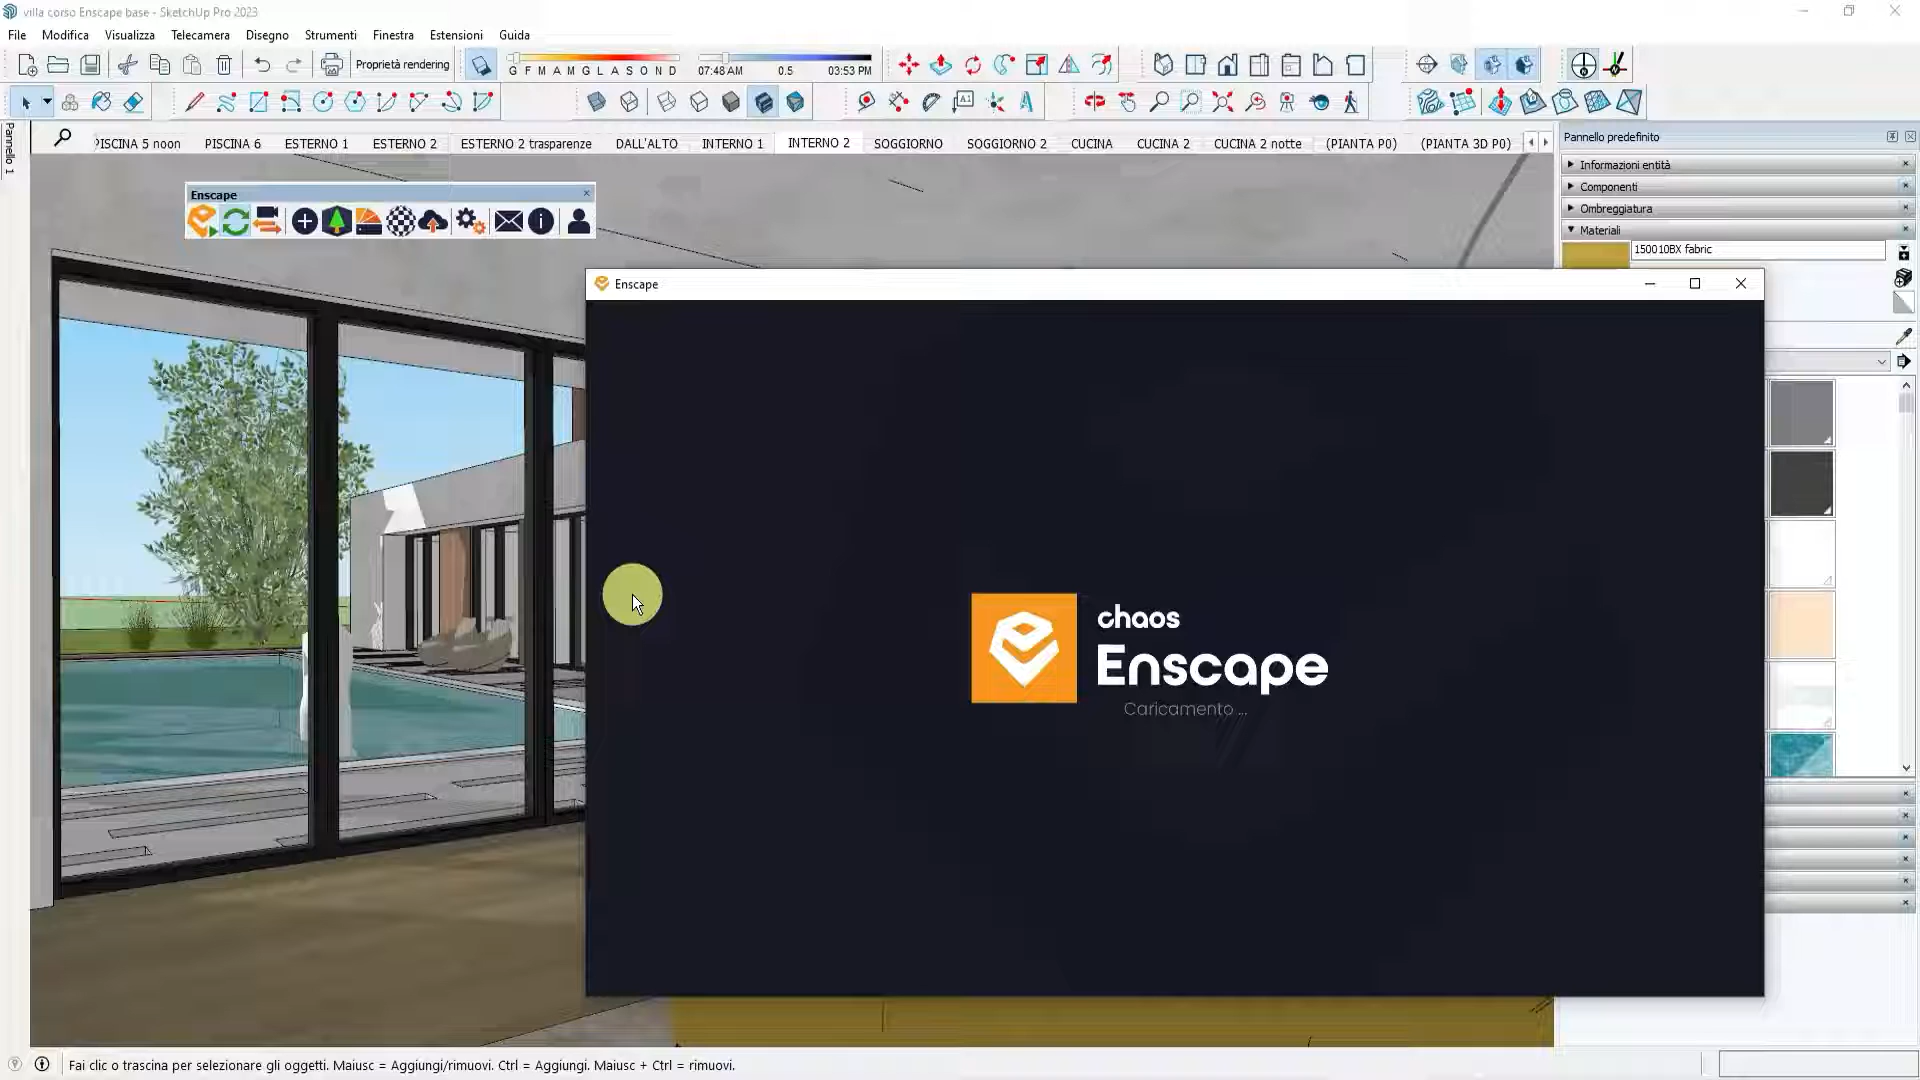 villa corso Enscape base - SketchUp Pro 2023
File Modifica Visualizza Telecamera Disegno Strumenti Finestra Estensioni Guida
Proprietà rendering
G F M A M G L A S O N D
07:48 AM 0.5 03:53 PM
Pannello 1
PISCINA 5 noon PISCINA 6 ESTERNO 1 ESTERNO 2 ESTERNO 2 trasparenze DALL'ALTO INTERNO 1 INTERNO 2 SOGGIORNO SOGGIORNO 2 CUCINA CUCINA 2 CUCINA 2 notte (PIANTA P0) (PIANTA 3D P0)
Pannello predefinito
Informazioni entità
Componenti
Ombreggiatura
Materiali
150010BX fabric
Enscape
Enscape
chaos
Enscape
Caricamento ...
Fai clic o trascina per selezionare gli oggetti. Maiusc = Aggiungi/rimuovi. Ctrl = Aggiungi. Maiusc + Ctrl = rimuovi.